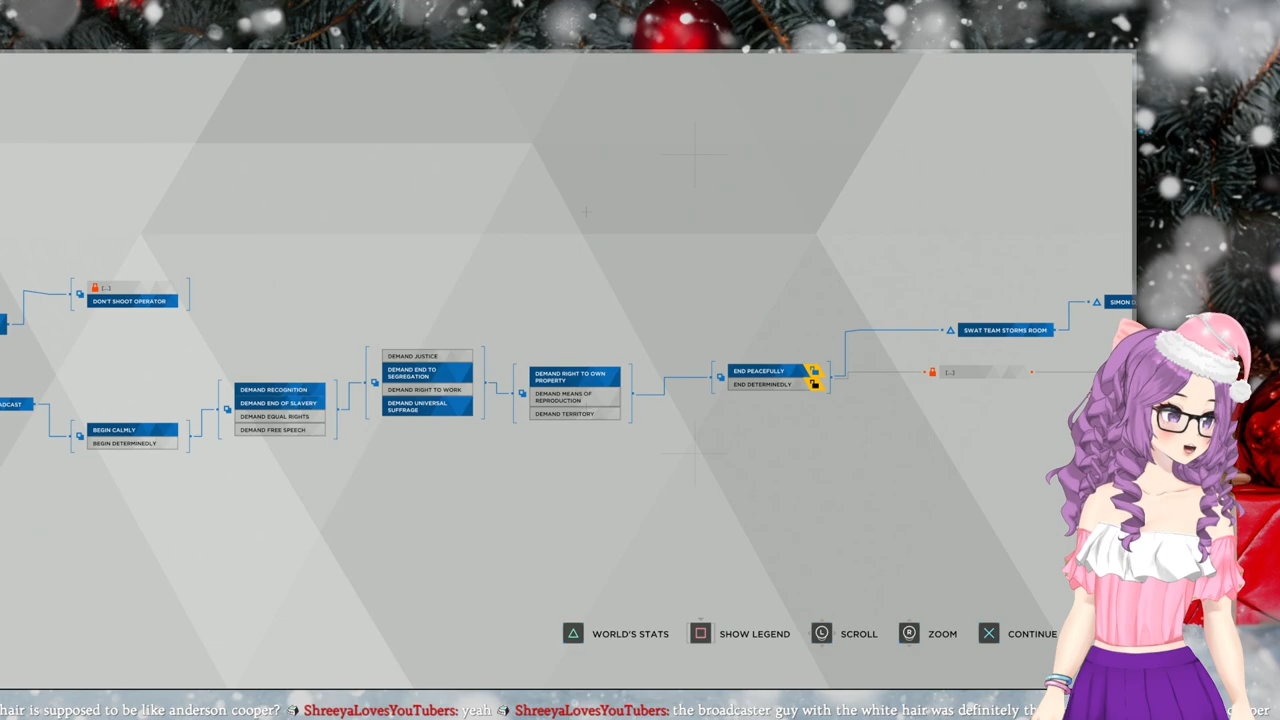 [...]
DON'T SHOOT OPERATOR
BEGIN CALMLY
BEGIN DETERMINEDLY
DEMAND RECOGNITION
DEMAND END OF SLAVERY
DEMAND EQUAL RIGHTS
DEMAND FREE SPEECH
DEMAND JUSTICE
DEMAND END TO
SEGREGATION
DEMAND RIGHT TO WORK
DEMAND UNIVERSAL
SUFFRAGE
DEMAND RIGHT TO OWN
PROPERTY
DEMAND MEANS OF
REPRODUCTION
DEMAND TERRITORY
END PEACEFULLY
END DETERMINEDLY
SWAT TEAM STORMS ROOM
SIMON
[...]
WORLD'S STATS
SHOW LEGEND
L SCROLL
R ZOOM
CONTINUE
hair is supposed to be like anderson cooper? ShreeyaLovesYouTubers: yeah ShreeyaLovesYouTubers: the broadcaster guy with the white hair was definitely